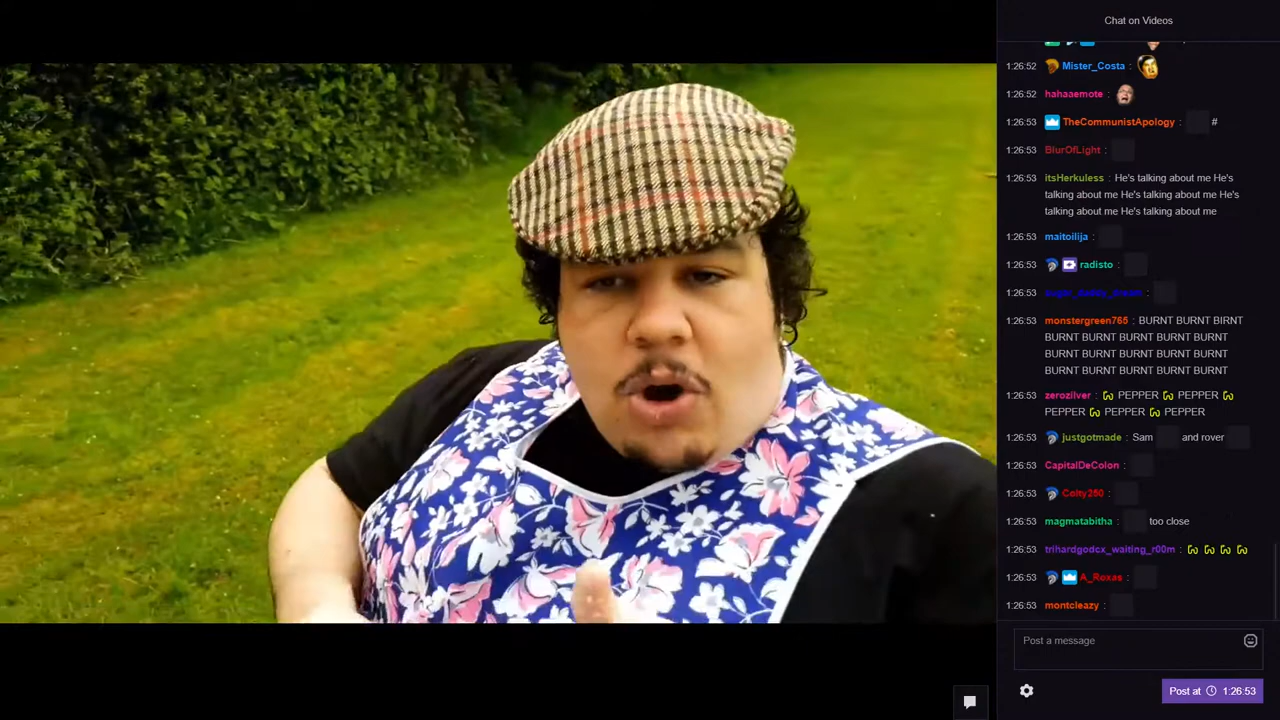 Chat on Videos
1:26:52 Mister_Costa :
1:26:52 hahaaemote :
1:26:53 TheCommunistApology : #
1:26:53 BlurOfLight :
1:26:53 itsHerkuless : He's talking about me He's
talking about me He's talking about me He's
talking about me He's talking about me
1:26:53 maitoilija :
1:26:53 radisto :
1:26:53
1:26:53 monstergreen765 : BURNT BURNT BIRNT
BURNT BURNT BURNT BURNT BURNT
BURNT BURNT BURNT BURNT BURNT
BURNT BURNT BURNT BURNT BURNT
1:26:53 zerozilver : PEPPER PEPPER
PEPPER PEPPER PEPPER
1:26:53 justgotmade : Sam and rover
1:26:53 CapitalDeColon :
1:26:53 Colty250 :
1:26:53 magmatabitha : too close
1:26:53 trihardgodcx_waiting_r00m :
1:26:53 A_Roxas :
1:26:53 montcleazy :
Post a message
Post at 1:26:53